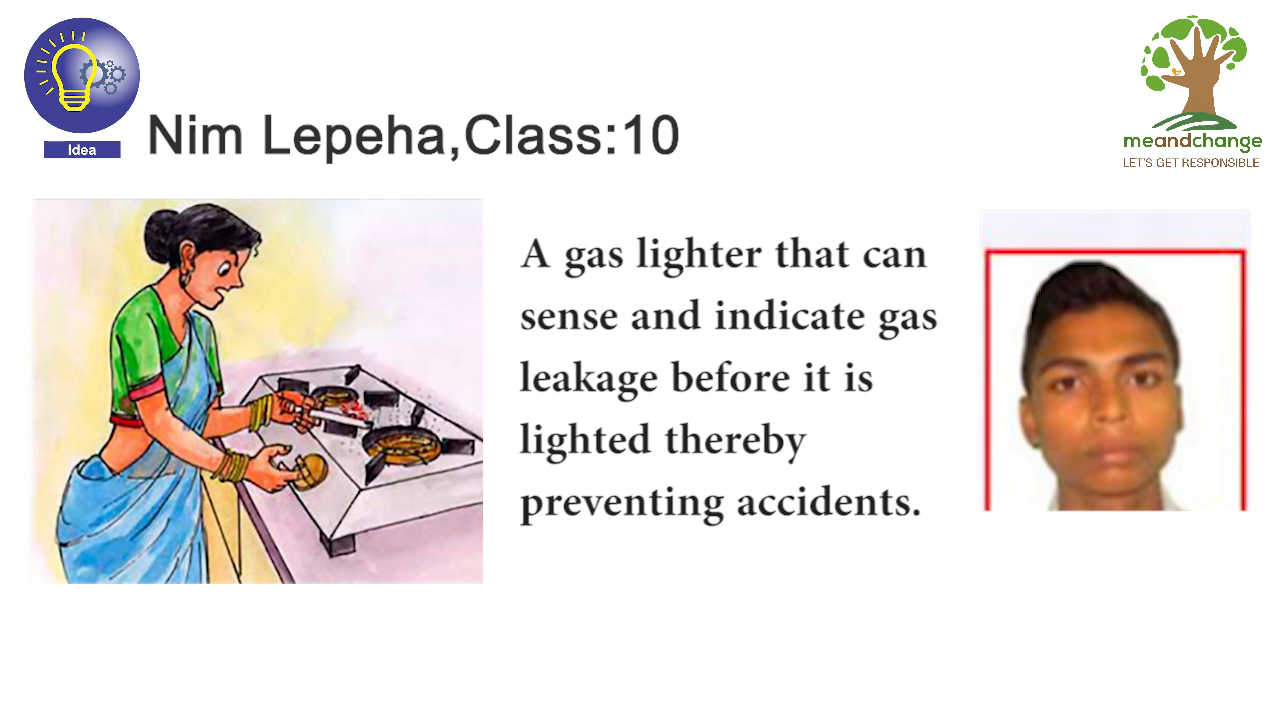 Idea
Nim Lepeha,Class:10
meandchange
LET'S GET RESPONSIBLE
A gas lighter that can
sense and indicate gas
leakage before it is
lighted thereby
preventing accidents.